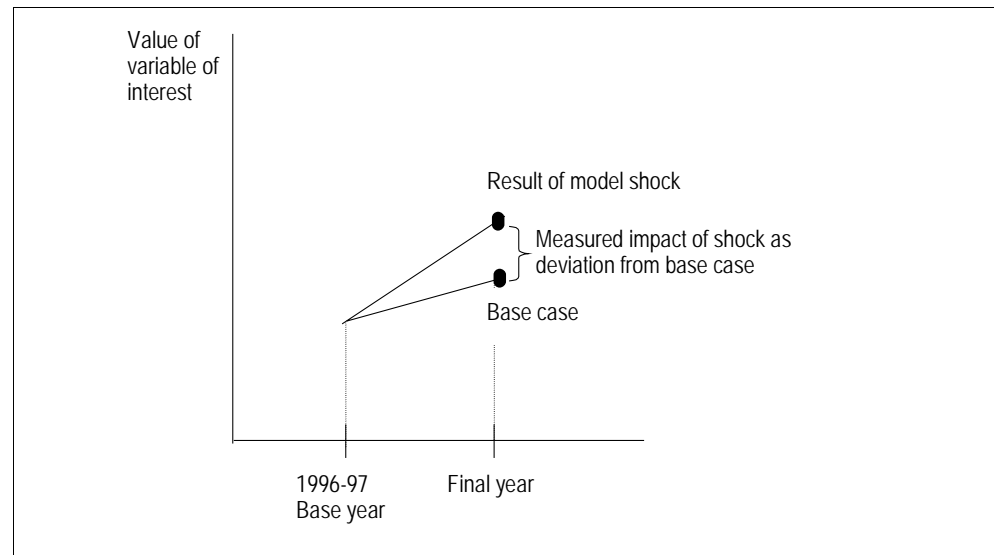 Value of
variable of
interest
Result of model shock
Measured impact of shock as
deviation from base case
Base case
1996-97
Base year
Final year